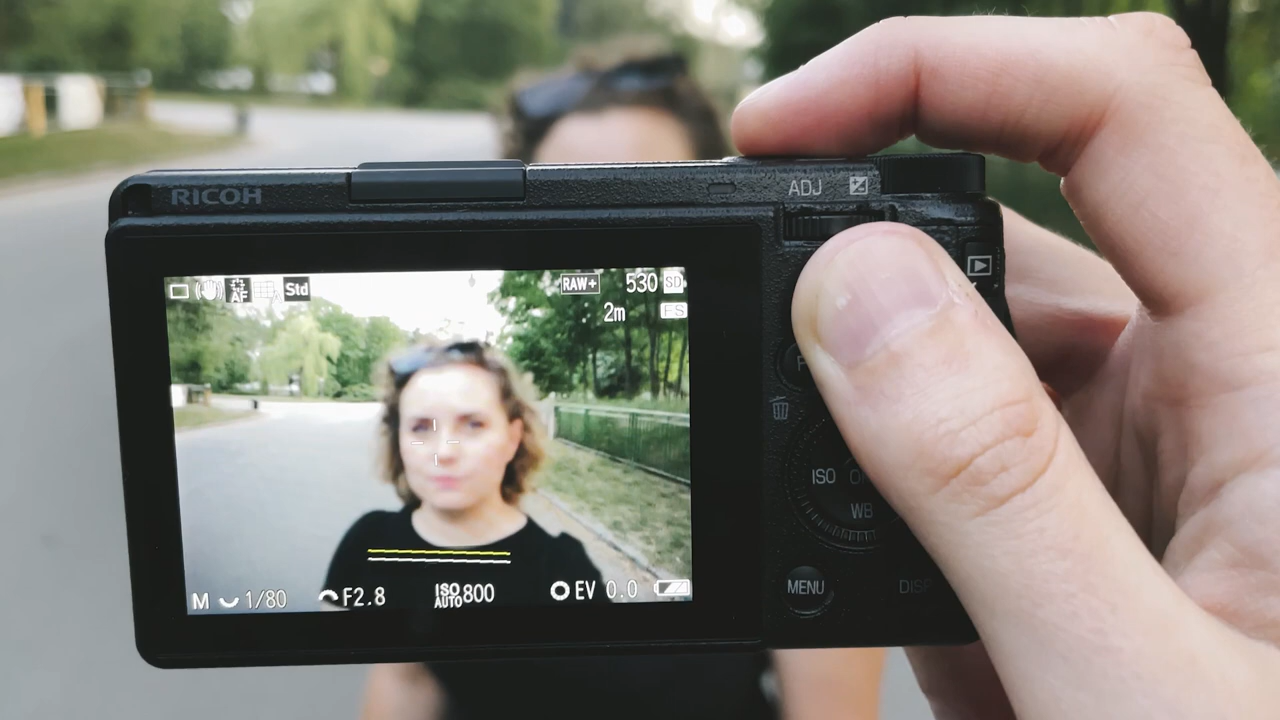 RICOH
ADJ
AF
A
Std
RAW+
530
SD
2m
FS
ISO
WB
M 1/80 F2.8 ISO AUTO 800 EV 0.0
MENU